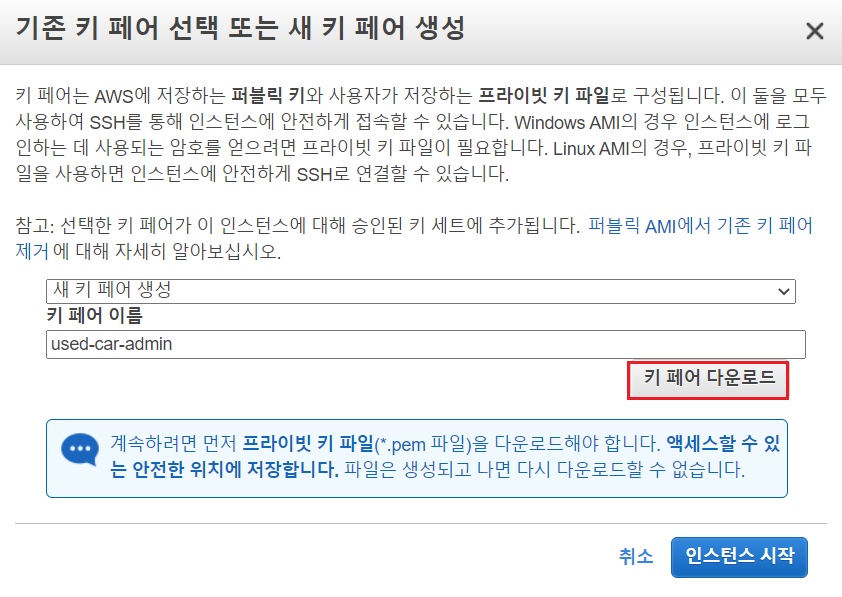 기존 키 페어 선택 또는 새 키 페어 생성
키 페어는 AWS에 저장하는 퍼블릭 키와 사용자가 저장하는 프라이빗 키 파일로 구성됩니다. 이 둘을 모두
사용하여 SSH를 통해 인스턴스에 안전하게 접속할 수 있습니다. Windows AMI의 경우 인스턴스에 로그
인하는 데 사용되는 암호를 얻으려면 프라이빗 키 파일이 필요합니다. Linux AMI의 경우, 프라이빗 키 파
일을 사용하면 인스턴스에 안전하게 SSH로 연결할 수 있습니다.
참고: 선택한 키 페어가 이 인스턴스에 대해 승인된 키 세트에 추가됩니다. 퍼블릭 AMI에서 기존 키 페어
제거 에 대해 자세히 알아보십시오.
새 키 페어 생성
키 페어 이름
used-car-admin
키 페어 다운로드
계속하려면 먼저 프라이빗 키 파일(*.pem 파일)을 다운로드해야 합니다. 액세스할 수 있
는 안전한 위치에 저장합니다. 파일은 생성되고 나면 다시 다운로드할 수 없습니다.
취소
인스턴스 시작